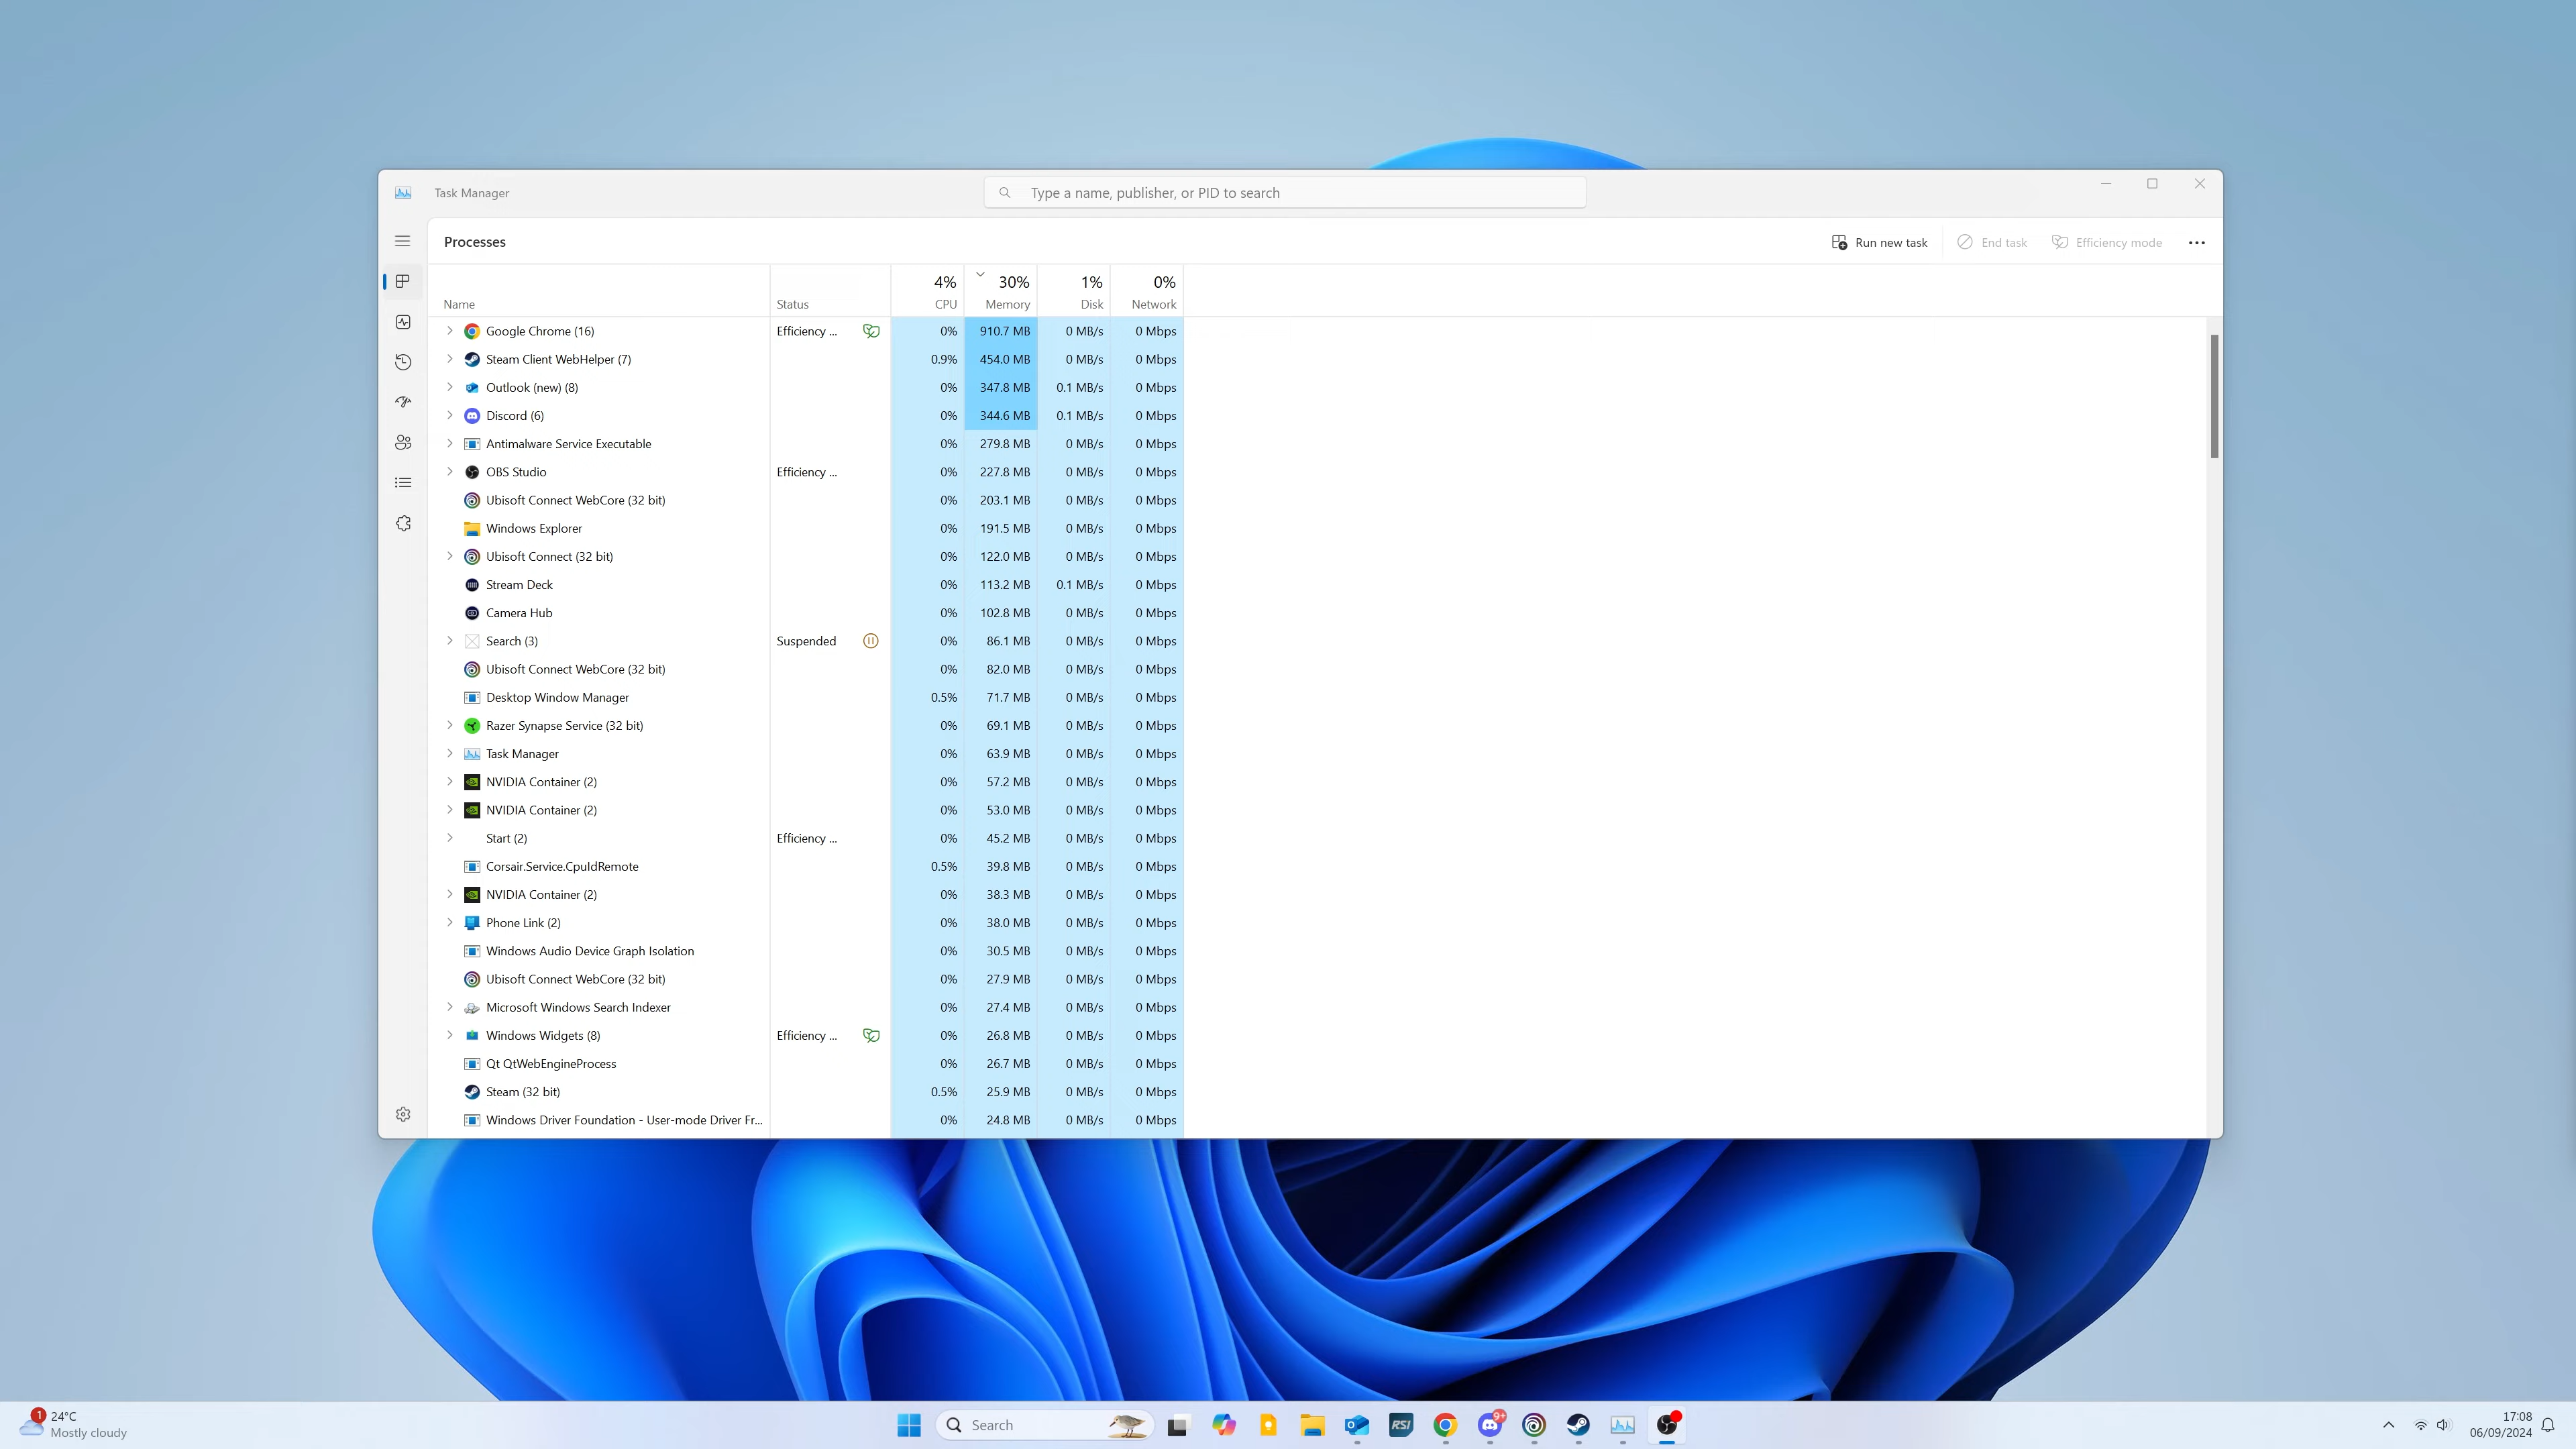 Task Manager
Type a name, publisher, or PID to search
Processes
Run new task End task Efficiency mode
4% 30% 1% 0%
Name Status CPU Memory Disk Network
Google Chrome (16) Efficiency ... 0% 910.7 MB 0 MB/s 0 Mbps
Steam Client WebHelper (7) 0.9% 454.0 MB 0 MB/s 0 Mbps
Outlook (new) (8) 0% 347.8 MB 0.1 MB/s 0 Mbps
Discord (6) 0% 344.6 MB 0.1 MB/s 0 Mbps
Antimalware Service Executable 0% 279.8 MB 0 MB/s 0 Mbps
OBS Studio Efficiency ... 0% 227.8 MB 0 MB/s 0 Mbps
Ubisoft Connect WebCore (32 bit) 0% 203.1 MB 0 MB/s 0 Mbps
Windows Explorer 0% 191.5 MB 0 MB/s 0 Mbps
Ubisoft Connect (32 bit) 0% 122.0 MB 0 MB/s 0 Mbps
Stream Deck 0% 113.2 MB 0.1 MB/s 0 Mbps
Camera Hub 0% 102.8 MB 0 MB/s 0 Mbps
Search (3) Suspended 0% 86.1 MB 0 MB/s 0 Mbps
Ubisoft Connect WebCore (32 bit) 0% 82.0 MB 0 MB/s 0 Mbps
Desktop Window Manager 0.5% 71.7 MB 0 MB/s 0 Mbps
Razer Synapse Service (32 bit) 0% 69.1 MB 0 MB/s 0 Mbps
Task Manager 0% 63.9 MB 0 MB/s 0 Mbps
NVIDIA Container (2) 0% 57.2 MB 0 MB/s 0 Mbps
NVIDIA Container (2) 0% 53.0 MB 0 MB/s 0 Mbps
Start (2) Efficiency ... 0% 45.2 MB 0 MB/s 0 Mbps
Corsair.Service.CpuIdRemote 0.5% 39.8 MB 0 MB/s 0 Mbps
NVIDIA Container (2) 0% 38.3 MB 0 MB/s 0 Mbps
Phone Link (2) 0% 38.0 MB 0 MB/s 0 Mbps
Windows Audio Device Graph Isolation 0% 30.5 MB 0 MB/s 0 Mbps
Ubisoft Connect WebCore (32 bit) 0% 27.9 MB 0 MB/s 0 Mbps
Microsoft Windows Search Indexer 0% 27.4 MB 0 MB/s 0 Mbps
Windows Widgets (8) Efficiency ... 0% 26.8 MB 0 MB/s 0 Mbps
Qt QtWebEngineProcess 0% 26.7 MB 0 MB/s 0 Mbps
Steam (32 bit) 0.5% 25.9 MB 0 MB/s 0 Mbps
Windows Driver Foundation - User-mode Driver Fr... 0% 24.8 MB 0 MB/s 0 Mbps
1 24°C
Mostly cloudy
Search
RSI
9+
17:08
06/09/2024